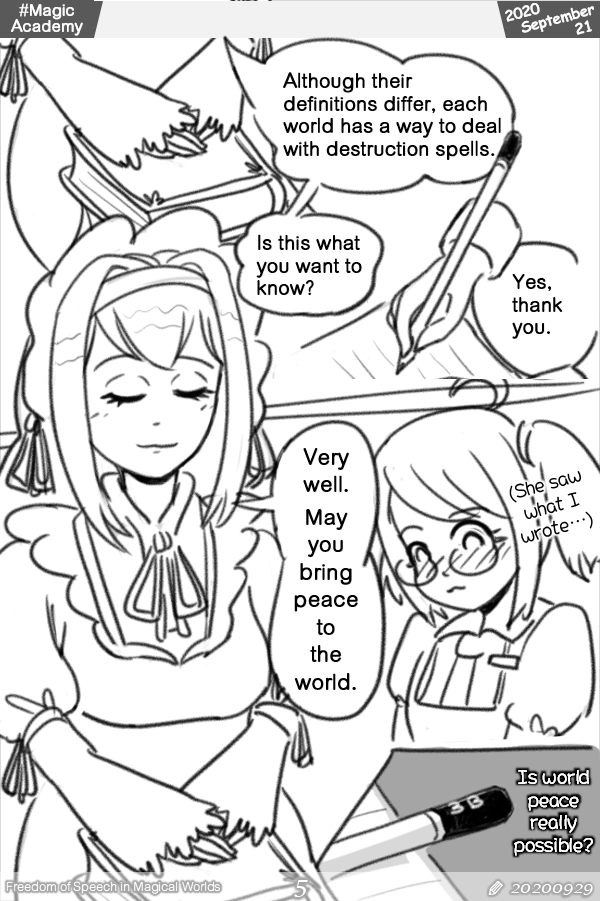 #Magic
Academy
2020
September
21
Although their
definitions differ, each
world has a way to deal
with destruction spells.
Is this what
you want to
know?
Yes,
thank
you.
Very
well.
May
you
bring
peace
to
the
world.
(She saw
what I
wrote…)
3B
Is world
peace
really
possible?
Freedom of Speech in Magical Worlds
5
20200929